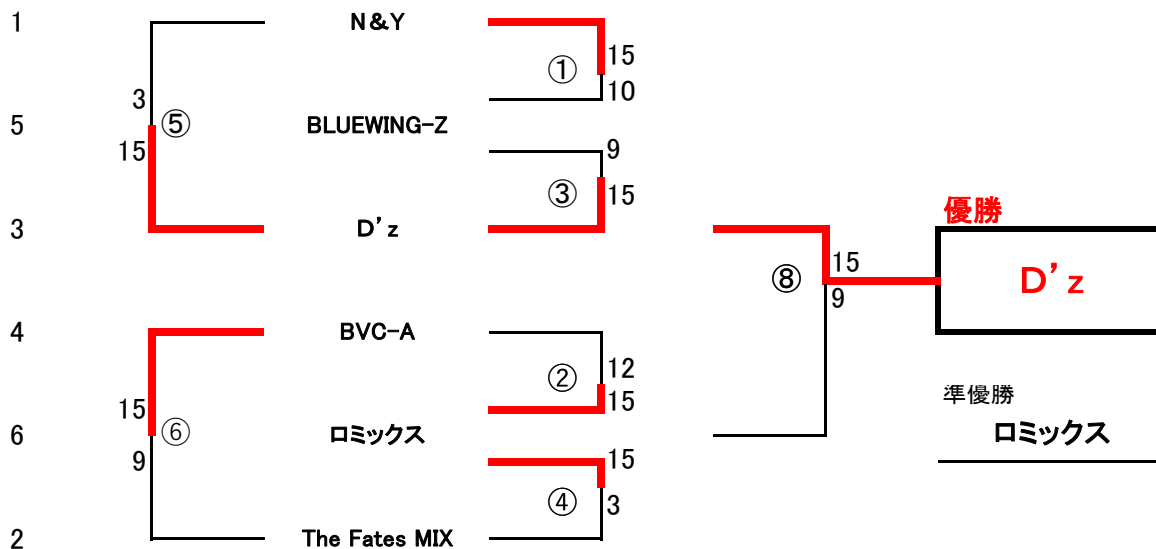 1 N&Y 15
① 10
3
5 ⑤ BLUEWING-Z 9
15 ③ 15
3 D'z 優勝
⑧ 15 D'z
9
4 BVC-A 12
② 15
15 準優勝
6 ⑥ ロミックス ロミックス
9 15
④ 3
2 The Fates MIX